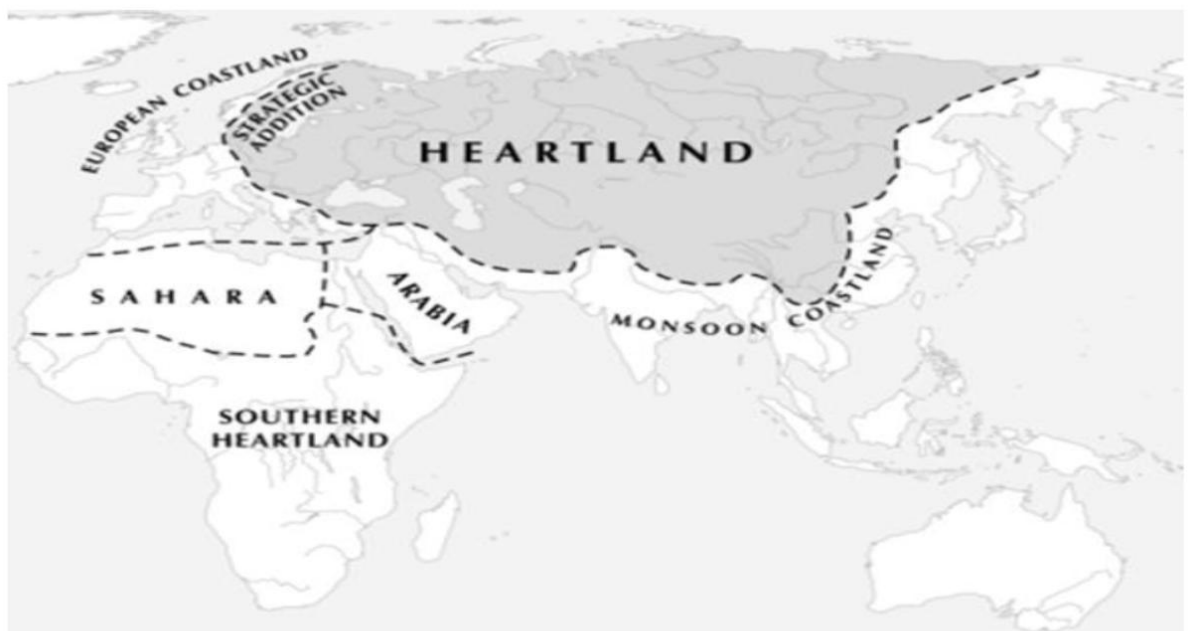 EUROPEAN COASTLAND
STRATEGIC
ADDITION
HEARTLAND
SAHARA
ARABIA
MONSOON COASTLAND
SOUTHERN
HEARTLAND